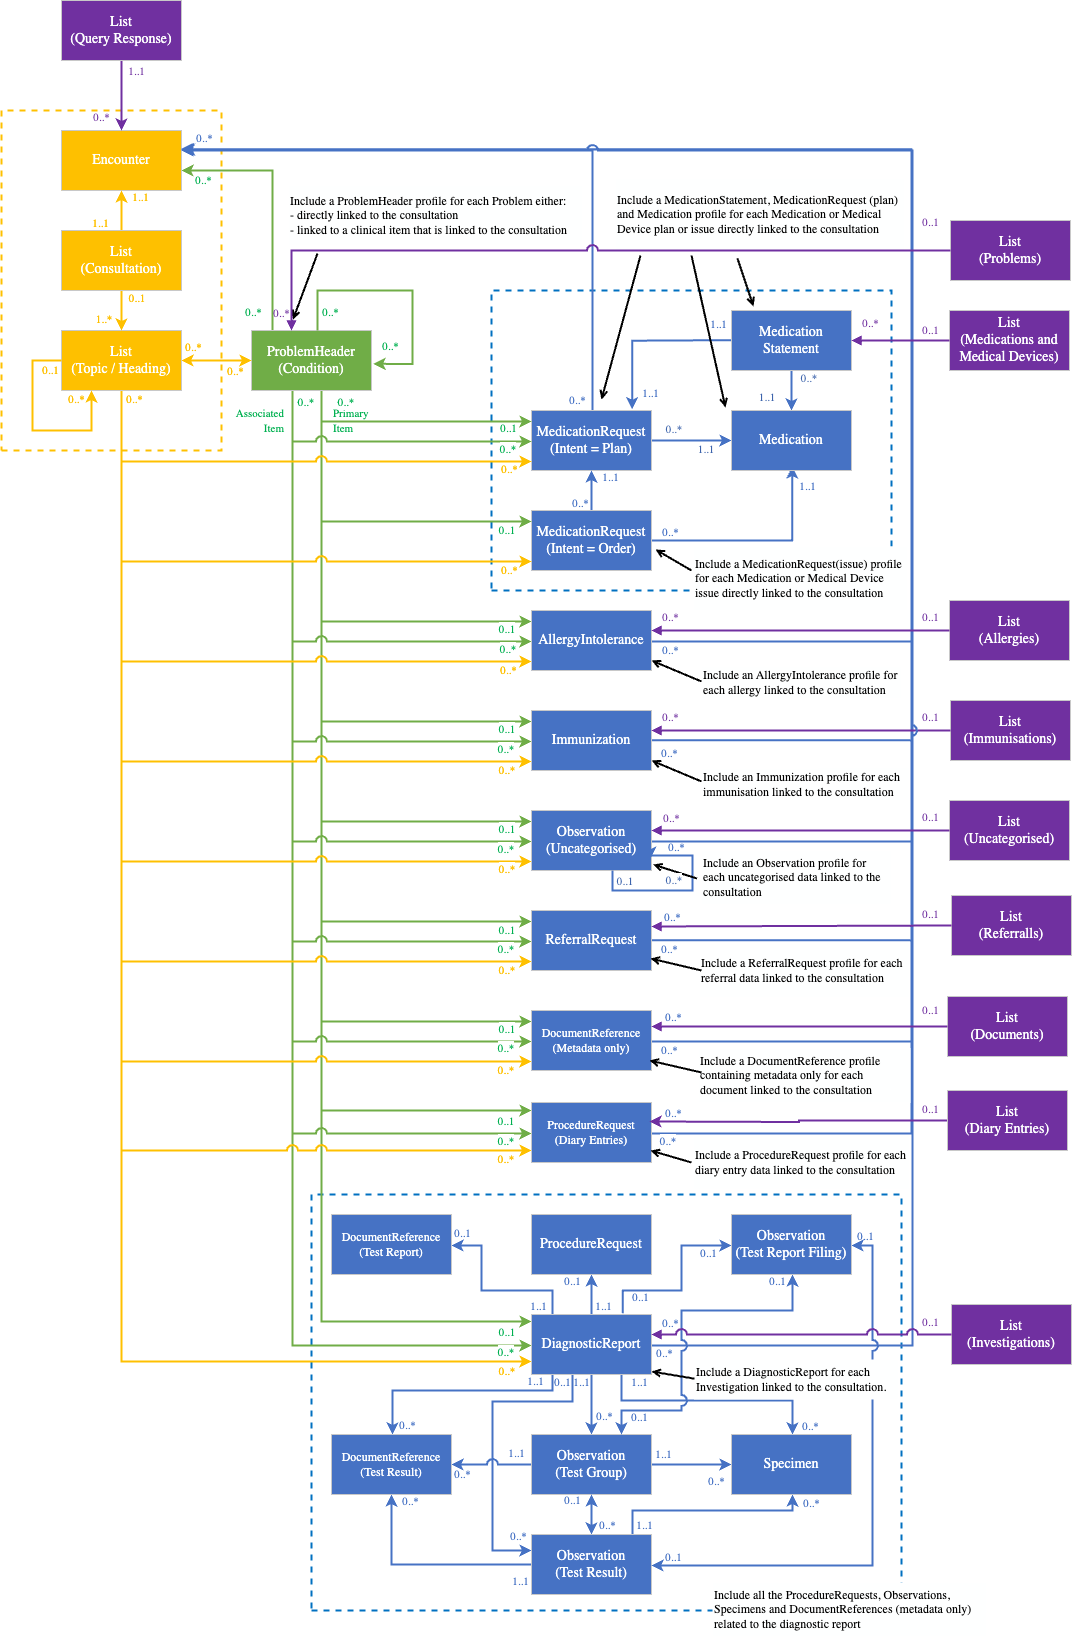 List
(Query Response)
1..1
0..*
Encounter
0..*
0..*
1..1
1..1
List
(Consultation)
0..1
1..*
List
(Topic / Heading)
0..1
0..*
0..*
0..*
0..*
Include a ProblemHeader profile for each Problem either:
- directly linked to the consultation
- linked to a clinical item that is linked to the consultation
Include a MedicationStatement, MedicationRequest (plan)
and Medication profile for each Medication or Medical
Device plan or issue directly linked to the consultation
0..1
List
(Problems)
0..*
0..*
0..*
0..*
ProblemHeader
(Condition)
0..*
0..*
Associated
Item
Primary
Item
1..1
Medication
Statement
0..*
0..1
List
(Medications and
Medical Devices)
0..*
1..1
0..*
1..1
0..1
0..*
0..*
MedicationRequest
(Intent = Plan)
0..*
1..1
Medication
1..1
0..*
1..1
0..1
0..*
MedicationRequest
(Intent = Order)
0..*
Include a MedicationRequest(issue) profile
for each Medication or Medical Device
issue directly linked to the consultation
0..1
0..*
0..*
AllergyIntolerance
0..*
0..*
0..1
List
(Allergies)
Include an AllergyIntolerance profile for
each allergy linked to the consultation
0..1
0..*
0..*
Immunization
0..*
0..*
0..1
List
(Immunisations)
Include an Immunization profile for each
immunisation linked to the consultation
0..1
0..*
0..*
Observation
(Uncategorised)
0..*
0..*
0..1
0..*
0..1
List
(Uncategorised)
Include an Observation profile for
each uncategorised data linked to the
consultation
0..1
0..*
0..*
ReferralRequest
0..*
0..*
0..1
List
(Referralls)
Include a ReferralRequest profile for each
referral data linked to the consultation
0..1
0..*
0..*
DocumentReference
(Metadata only)
0..*
0..*
0..1
List
(Documents)
Include a DocumentReference profile
containing metadata only for each
document linked to the consultation
0..1
0..*
0..*
ProcedureRequest
(Diary Entries)
0..*
0..*
0..1
List
(Diary Entries)
Include a ProcedureRequest profile for each
diary entry data linked to the consultation
DocumentReference
(Test Report)
0..1
ProcedureRequest
0..1
0..1
Observation
(Test Report Filing)
0..1
0..1
1..1
1..1
0..1
0..1
0..*
0..*
DiagnosticReport
0..*
0..*
0..1
List
(Investigations)
Include a DiagnosticReport for each
Investigation linked to the consultation.
1..1
0..1
1..1
1..1
0..*
0..*
0..1
0..*
DocumentReference
(Test Result)
0..*
1..1
Observation
(Test Group)
1..1
0..*
Specimen
0..*
0..1
0..*
0..*
0..*
1..1
Observation
(Test Result)
0..1
1..1
Include all the ProcedureRequests, Observations,
Specimens and DocumentReferences (metadata only)
related to the diagnostic report